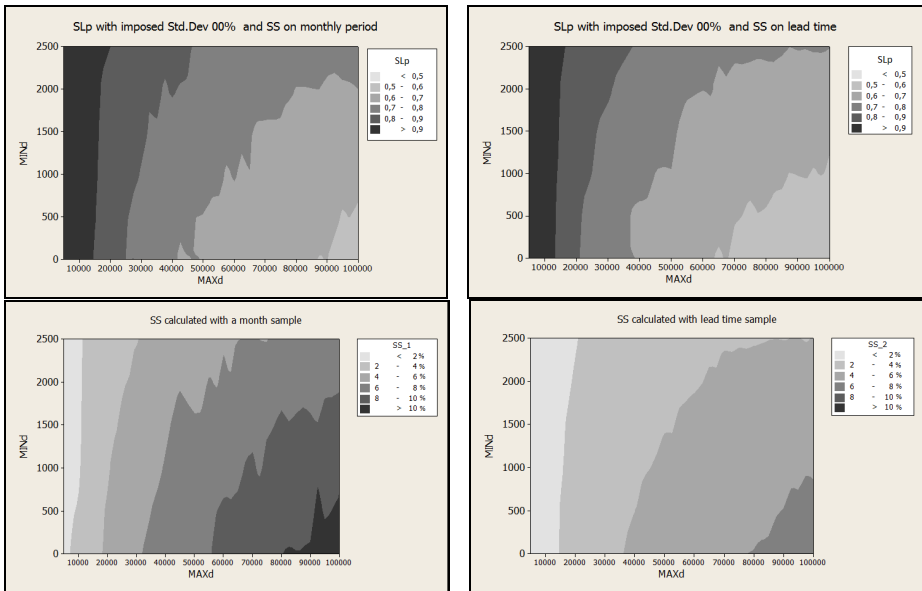 SLp with imposed Std.Dev 00% and SS on monthly period
2500
2000
1500
1000
500
0
MINd
10000 20000 30000 40000 50000 60000 70000 80000 90000 100000
MAXd
SLp
< 0,5
0,5 - 0,6
0,6 - 0,7
0,7 - 0,8
0,8 - 0,9
> 0,9
SLp with imposed Std.Dev 00% and SS on lead time
2500
2000
1500
1000
500
0
MINd
10000 20000 30000 40000 50000 60000 70000 80000 90000 100000
MAXd
SLp
< 0,5
0,5 - 0,6
0,6 - 0,7
0,7 - 0,8
0,8 - 0,9
> 0,9
SS calculated with a month sample
2500
2000
1500
1000
500
0
MINd
10000 20000 30000 40000 50000 60000 70000 80000 90000 100000
MAXd
SS_1
< 2%
2 - 4%
4 - 6%
6 - 8%
8 - 10%
> 10%
SS calculated with lead time sample
2500
2000
1500
1000
500
0
MINd
10000 20000 30000 40000 50000 60000 70000 80000 90000 100000
MAXd
SS_2
< 2%
2 - 4%
4 - 6%
6 - 8%
8 - 10%
> 10%